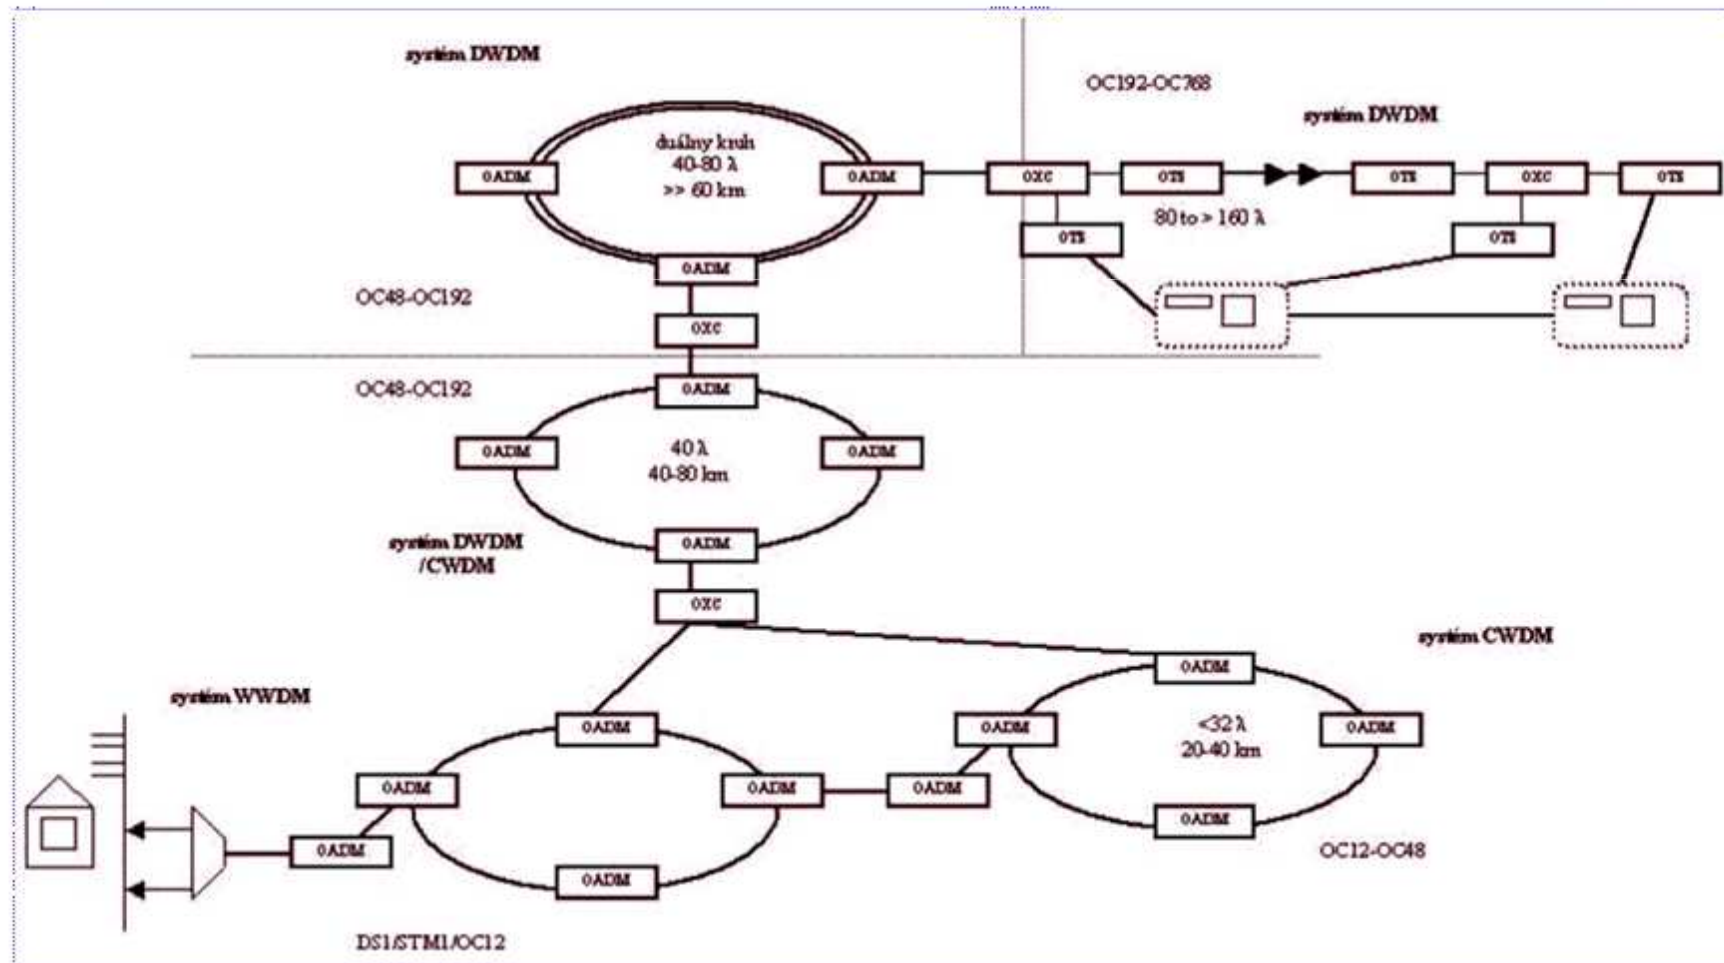 systém DWDM
OC192-OC768
systém DWDM
duálny kruh
40-80 λ
>> 60 km
OADM
OADM
OXC
OTS
OTS
OXC
OTS
80 to > 160 λ
OTS
OTS
OADM
OC48-OC192
OXC
OC48-OC192
OADM
OADM
40 λ
40-80 km
OADM
systém DWDM
/CWDM
OADM
OXC
systém CWDM
OADM
systém WWDM
OADM
OADM
<32 λ
20-40 km
OADM
OADM
OADM
OADM
OADM
OADM
OC12-OC48
OADM
DS1/STM1/OC12